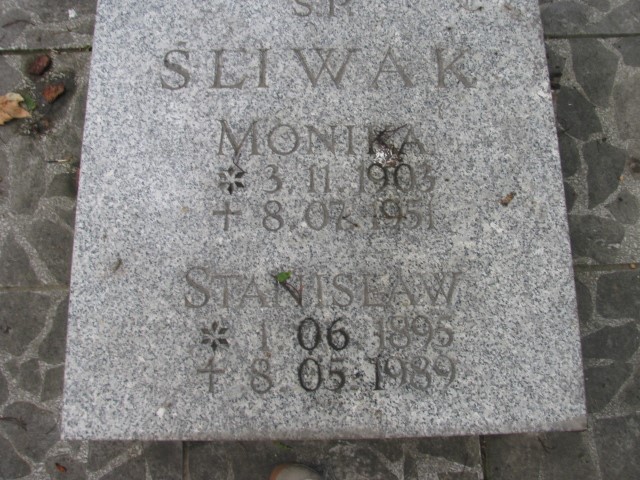 Ś.P.
ŚLIWAK
MONIKA
* 3.11.1903
+ 8.07.1951
STANISŁAW
* 1.06.1895
+ 8.05.1989